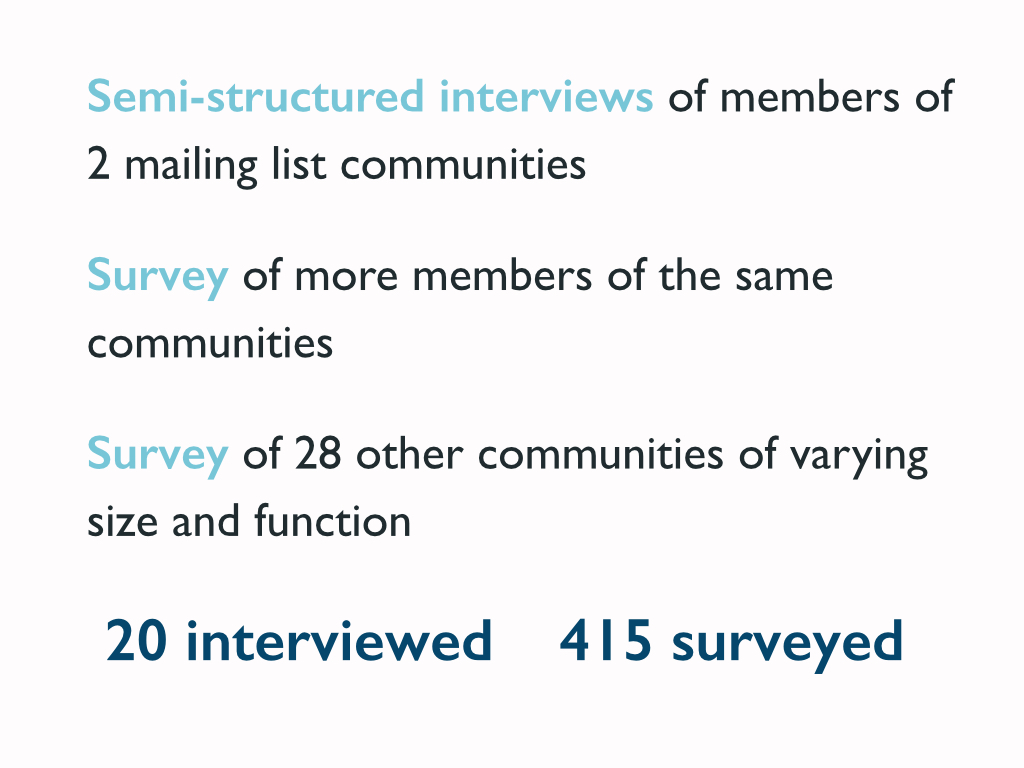 Semi-structured interviews of members of
2 mailing list communities
Survey of more members of the same
communities
Survey of 28 other communities of varying
size and function
20 interviewed 415 surveyed